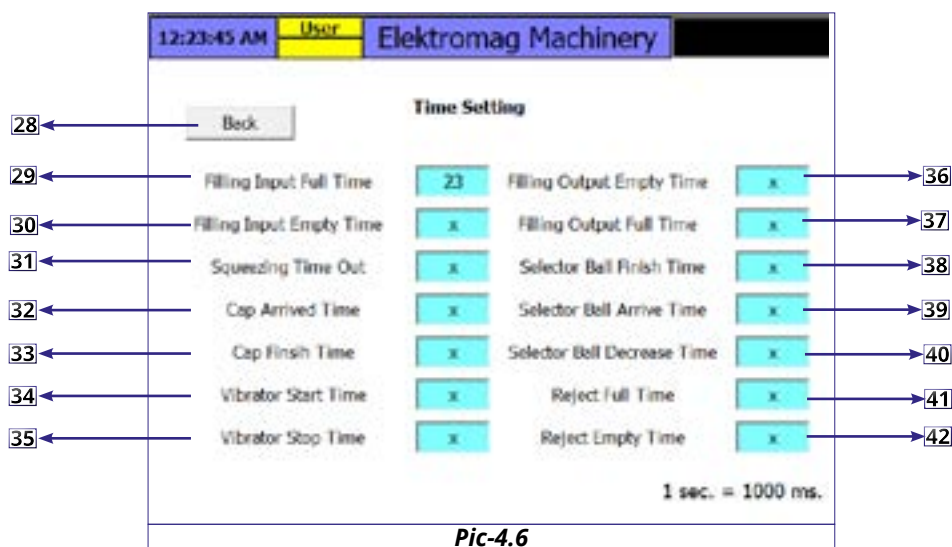 12:23:45 AM User Elektromag Machinery
Time Setting
28 Back
29 Filling Input Full Time 23 Filling Output Empty Time x 36
30 Filling Input Empty Time x Filling Output Full Time x 37
31 Squeezing Time Out x Selector Ball Finish Time x 38
32 Cap Arrived Time x Selector Ball Arrive Time x 39
33 Cap Finsih Time x Selector Ball Decrease Time x 40
34 Vibrator Start Time x Reject Full Time x 41
35 Vibrator Stop Time x Reject Empty Time x 42
1 sec. = 1000 ms.
Pic-4.6